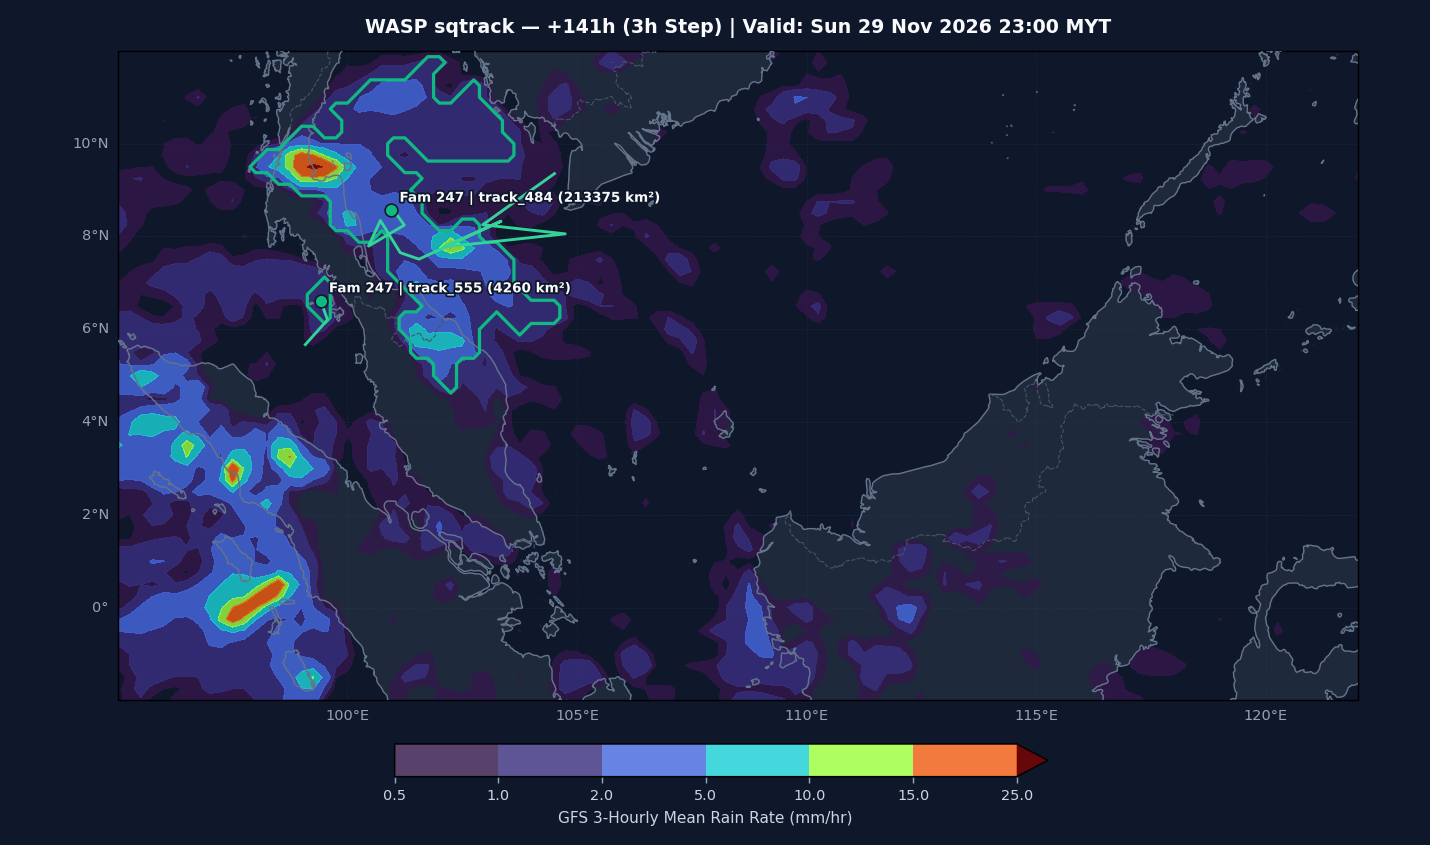 WASP sqtrack — +141h (3h Step) | Valid: Sun 29 Nov 2026 23:00 MYT
10°N
8°N
6°N
4°N
2°N
0°
Fam 247 | track_484 (213375 km²)
Fam 247 | track_555 (4260 km²)
100°E 105°E 110°E 115°E 120°E
0.5 1.0 2.0 5.0 10.0 15.0 25.0
GFS 3-Hourly Mean Rain Rate (mm/hr)